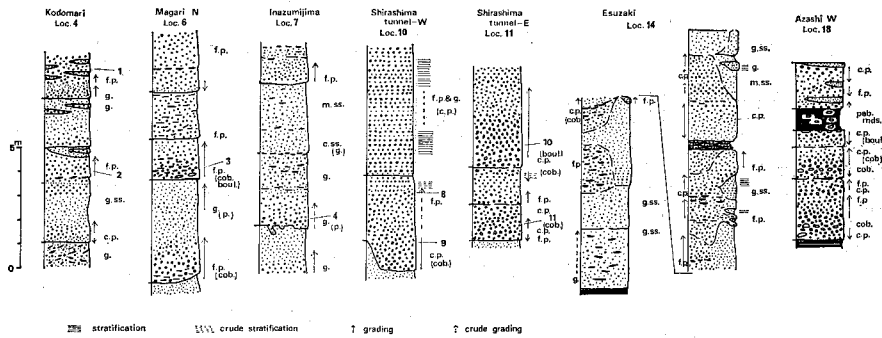 Kodomari
Loc. 4
1
f.p.
g.
g.
f.p.
2
g.ss.
c.p.
g.
5
m
0
Magari N
Loc. 6
f.p.
3
f.p.
(cob.
boul.)
g.
(p.)
f.p.
(cob.)
Inazumijima
Loc. 7
f.p.
m.ss.
c.ss.
(g.)
g.
4
g.
(p.)
g.
Shirashima
tunnel-W
Loc. 10
f.p.& g.
(c.p.)
8
f.p.
9
c.p.
(cob.)
Shirashima
tunnel-E
Loc. 11
10
(boul.)
c.p.
(cob.)
f.p.
c.p.
11
(cob.)
c.p.
f.p.
Esuzaki
Loc. 14
c.p.
(cob.)
f.p.
f.p.
g.ss.
g.ss.
g.
g.ss.
c.p.
g.
m.ss.
c.p.
f.p.
c.p.
g.ss.
f.p.
f.p.
Azashi W
Loc. 18
c.p.
f.p.
f.p.
peb.
mds.
c.p.
(boul.)
c.p.
(cob.)
cob.
f.p.
c.p.
f.p.
cob.
c.p.
stratification
crude stratification
grading
crude grading